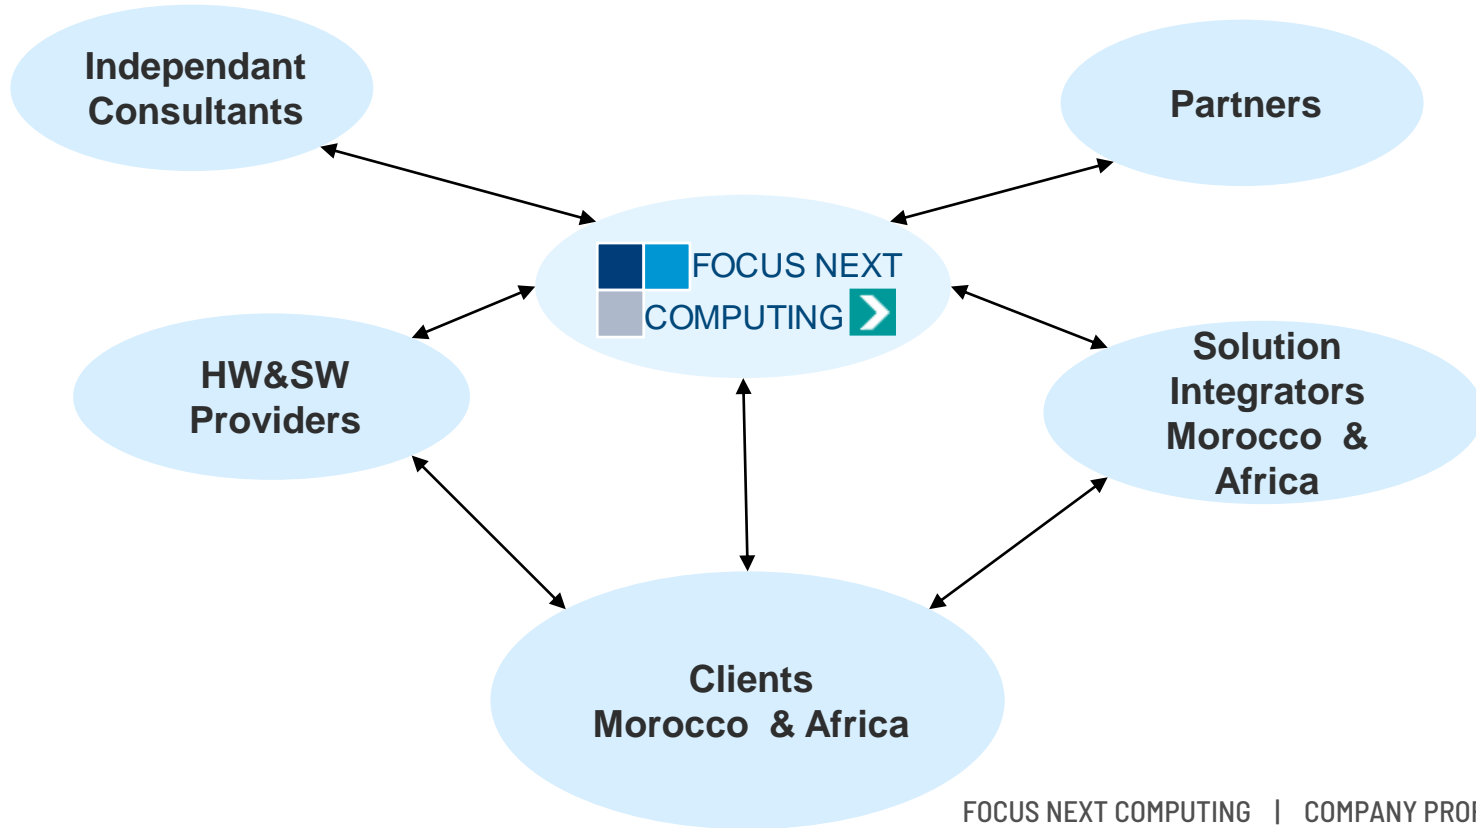 Independant
Consultants
Partners
FOCUS NEXT
COMPUTING
HW&SW
Providers
Solution
Integrators
Morocco &
Africa
Clients
Morocco & Africa
FOCUS NEXT COMPUTING | COMPANY